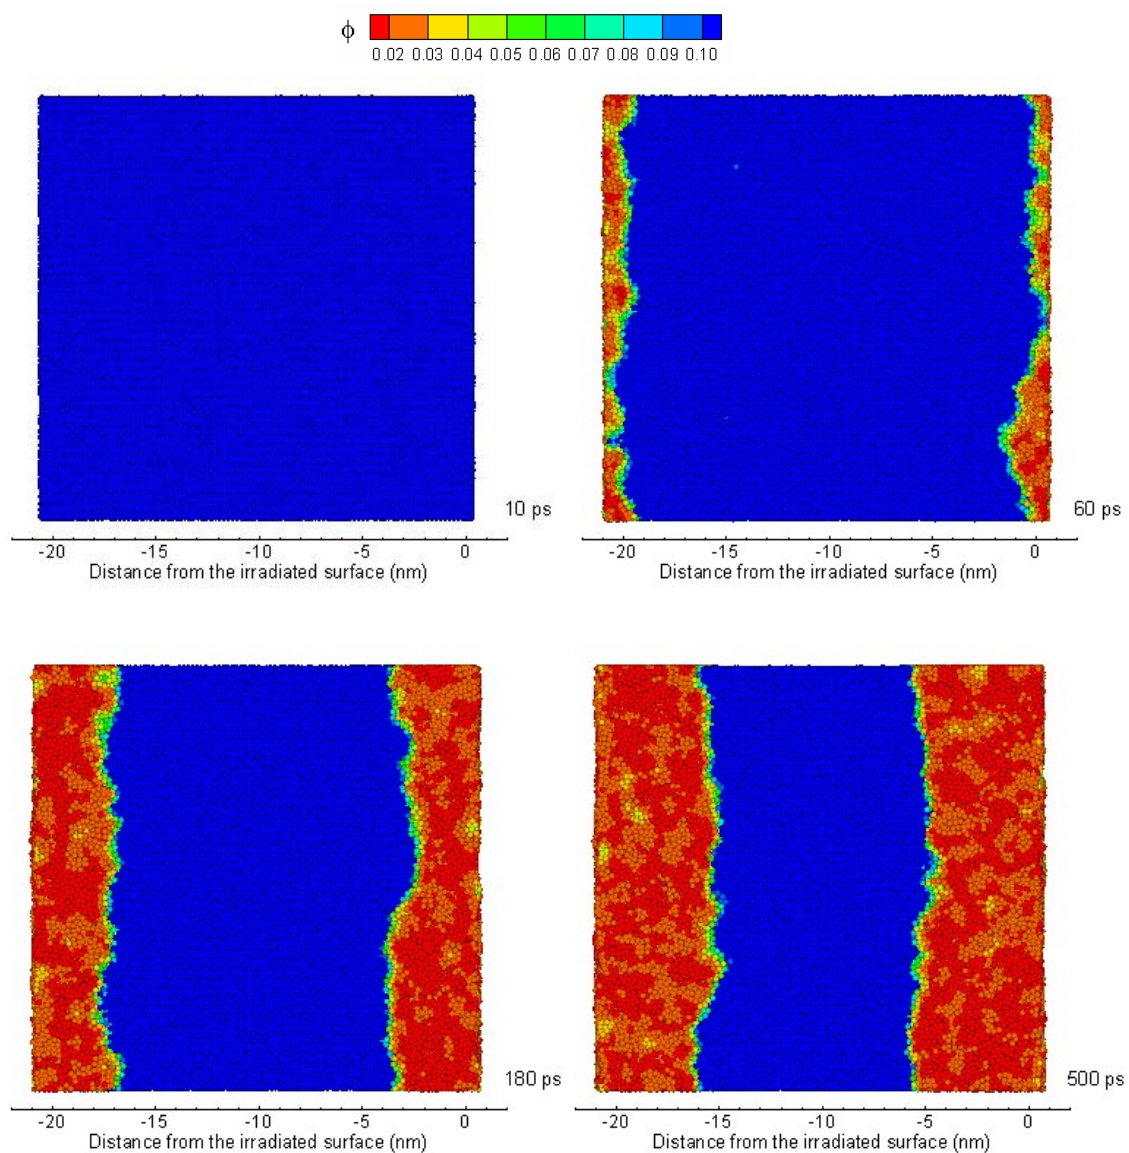 ϕ
0.02 0.03 0.04 0.05 0.06 0.07 0.08 0.09 0.10
10 ps
-20 -15 -10 -5 0
Distance from the irradiated surface (nm)
60 ps
-20 -15 -10 -5 0
Distance from the irradiated surface (nm)
180 ps
-20 -15 -10 -5 0
Distance from the irradiated surface (nm)
500 ps
-20 -15 -10 -5 0
Distance from the irradiated surface (nm)